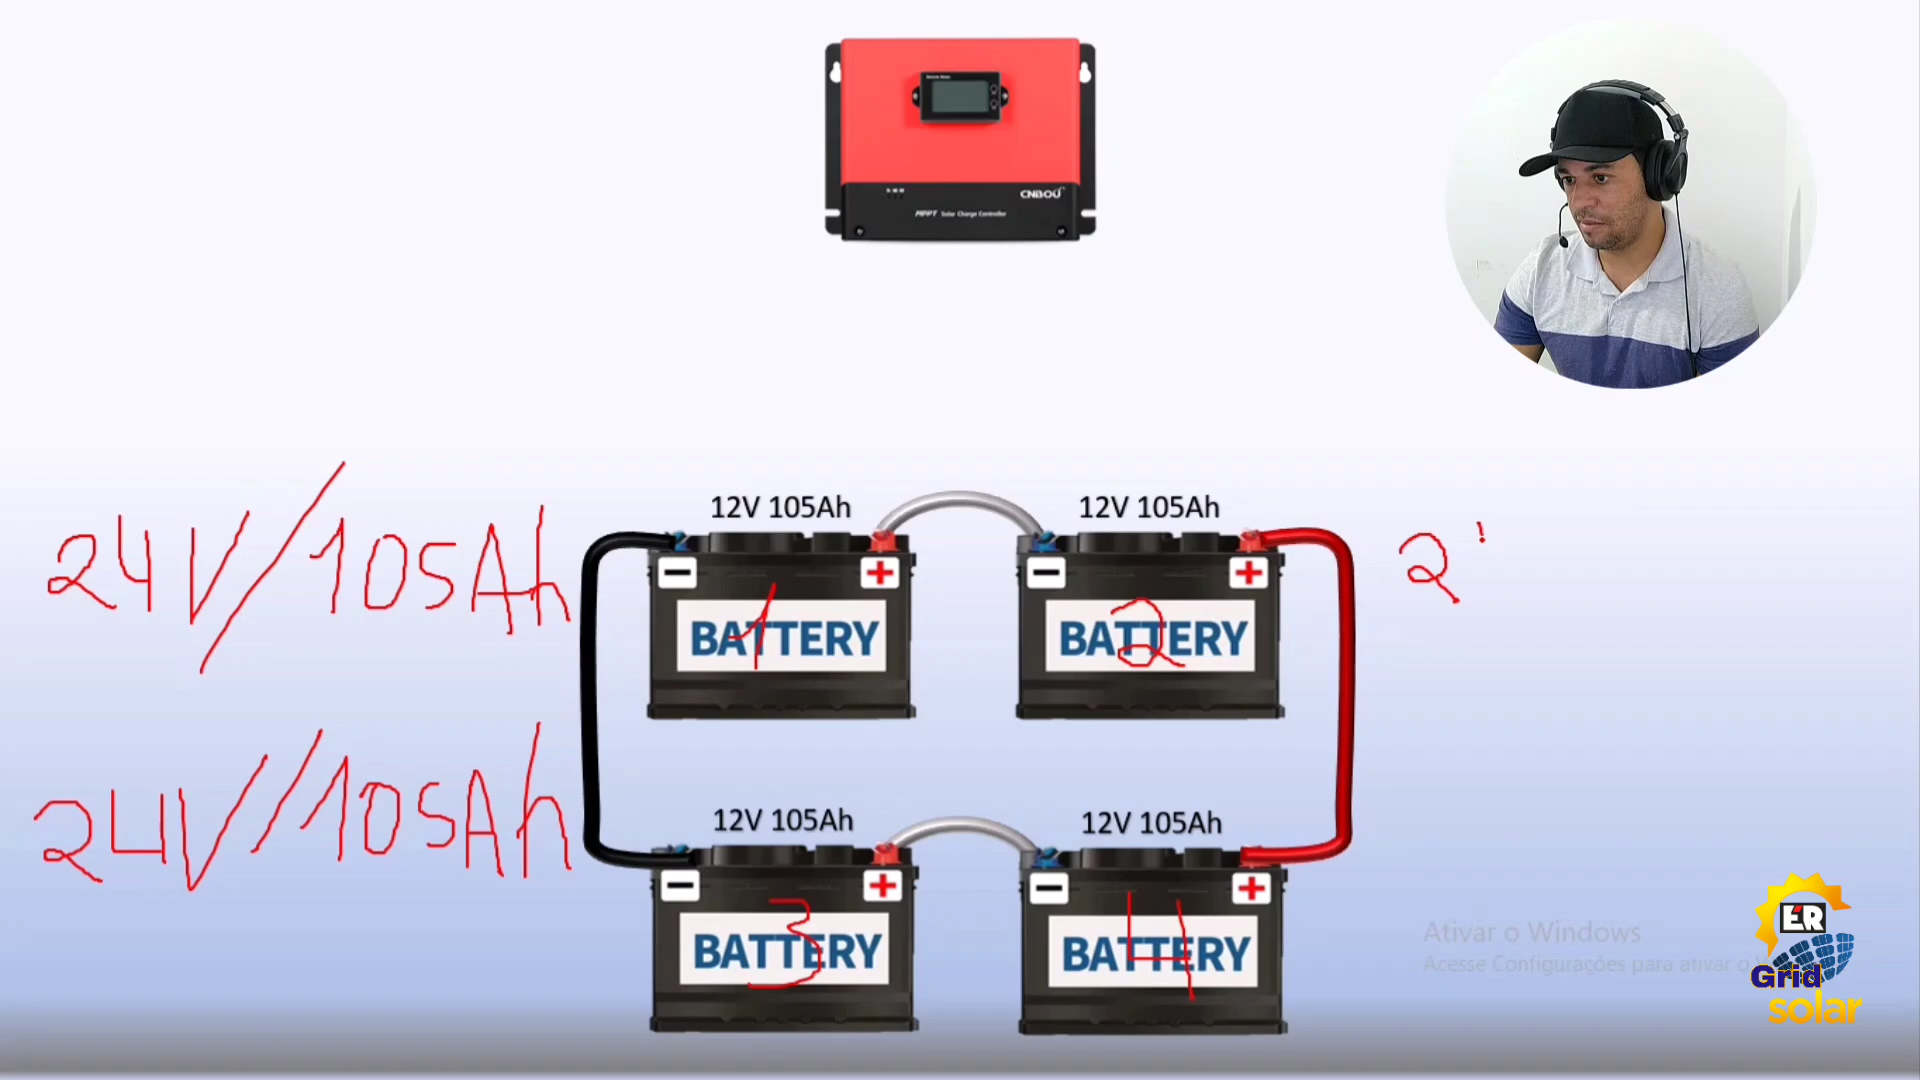 CNBOU
MPPT Solar Charge Controller
12V 105Ah
12V 105Ah
24V/105Ah
2
BATTERY
1
BATTERY
2
24V/105Ah
12V 105Ah
12V 105Ah
BATTERY
3
BATTERY
4
Ativar o Windows
Acesse Configurações para ativar o
ER
Grid
solar